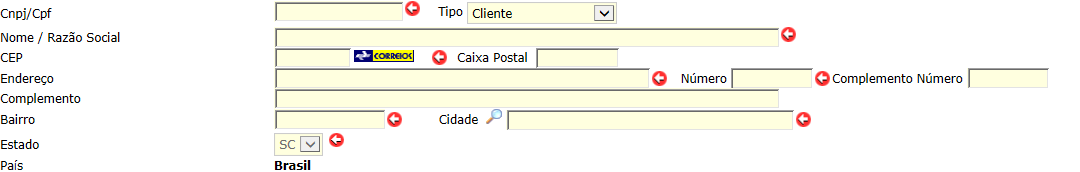 Cnpj/Cpf Tipo Cliente
Nome / Razão Social
CEP CORREIOS Caixa Postal
Endereço Número Complemento Número
Complemento
Bairro Cidade
Estado SC
País Brasil